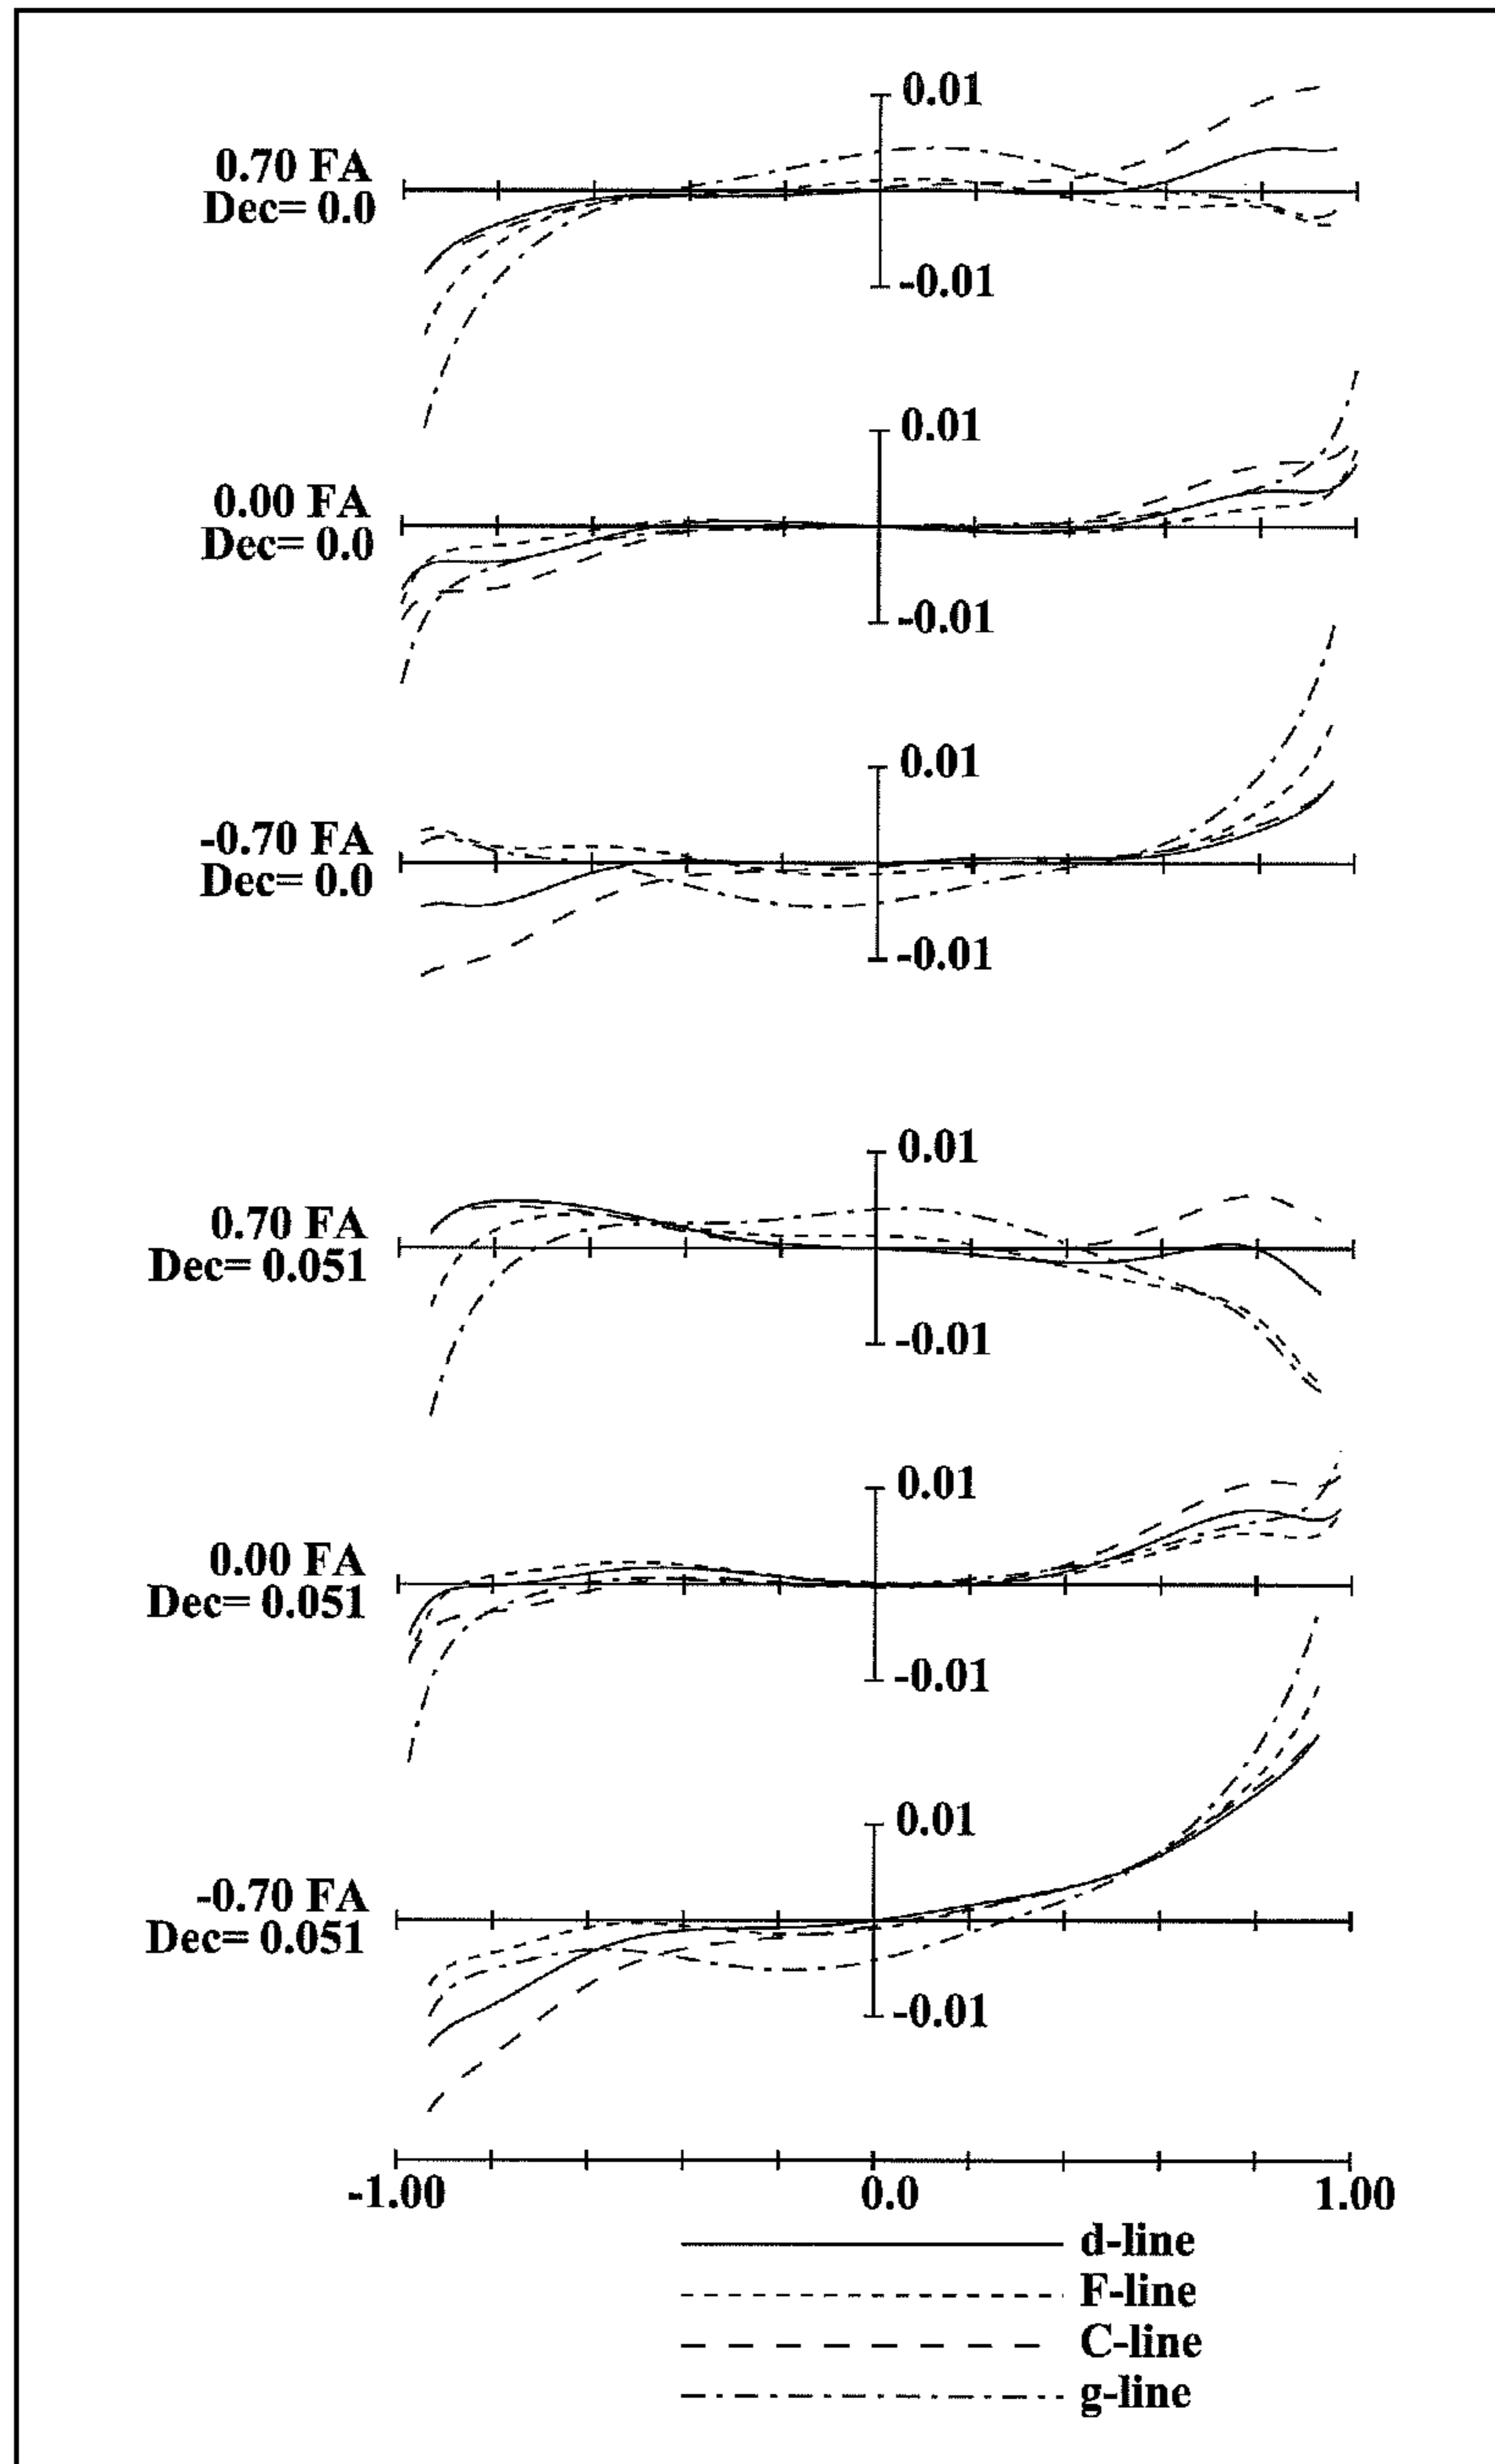 0.01
0.70 FA
Dec= 0.0
-0.01
0.01
0.00 FA
Dec= 0.0
-0.01
0.01
-0.70 FA
Dec= 0.0
-0.01
0.01
0.70 FA
Dec= 0.051
-0.01
0.01
0.00 FA
Dec= 0.051
-0.01
0.01
-0.70 FA
Dec= 0.051
-0.01
-1.00 0.0 1.00
d-line
F-line
C-line
g-line